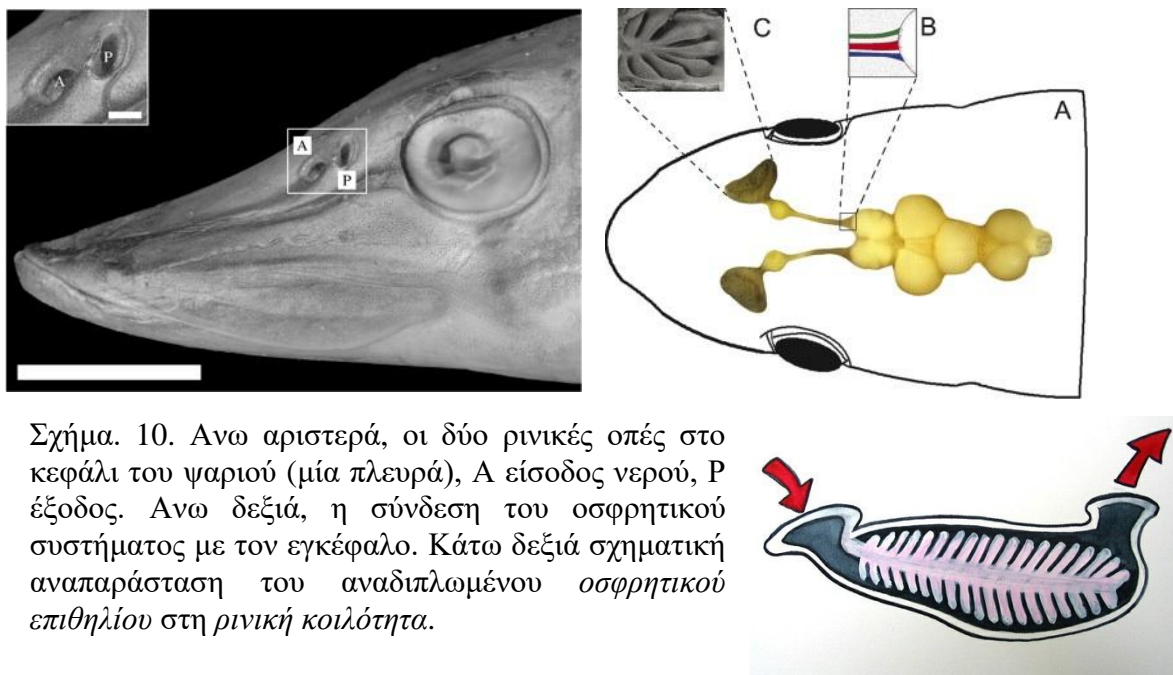 A
P
A
P
C
B
A
Σχήμα. 10. Ανω αριστερά, οι δύο ρινικές οπές στο
κεφάλι του ψαριού (μία πλευρά), Α είσοδος νερού, Ρ
έξοδος. Ανω δεξιά, η σύνδεση του οσφρητικού
συστήματος με τον εγκέφαλο. Κάτω δεξιά σχηματική
αναπαράσταση του αναδιπλωμένου οσφρητικού
επιθηλίου στη ρινική κοιλότητα.